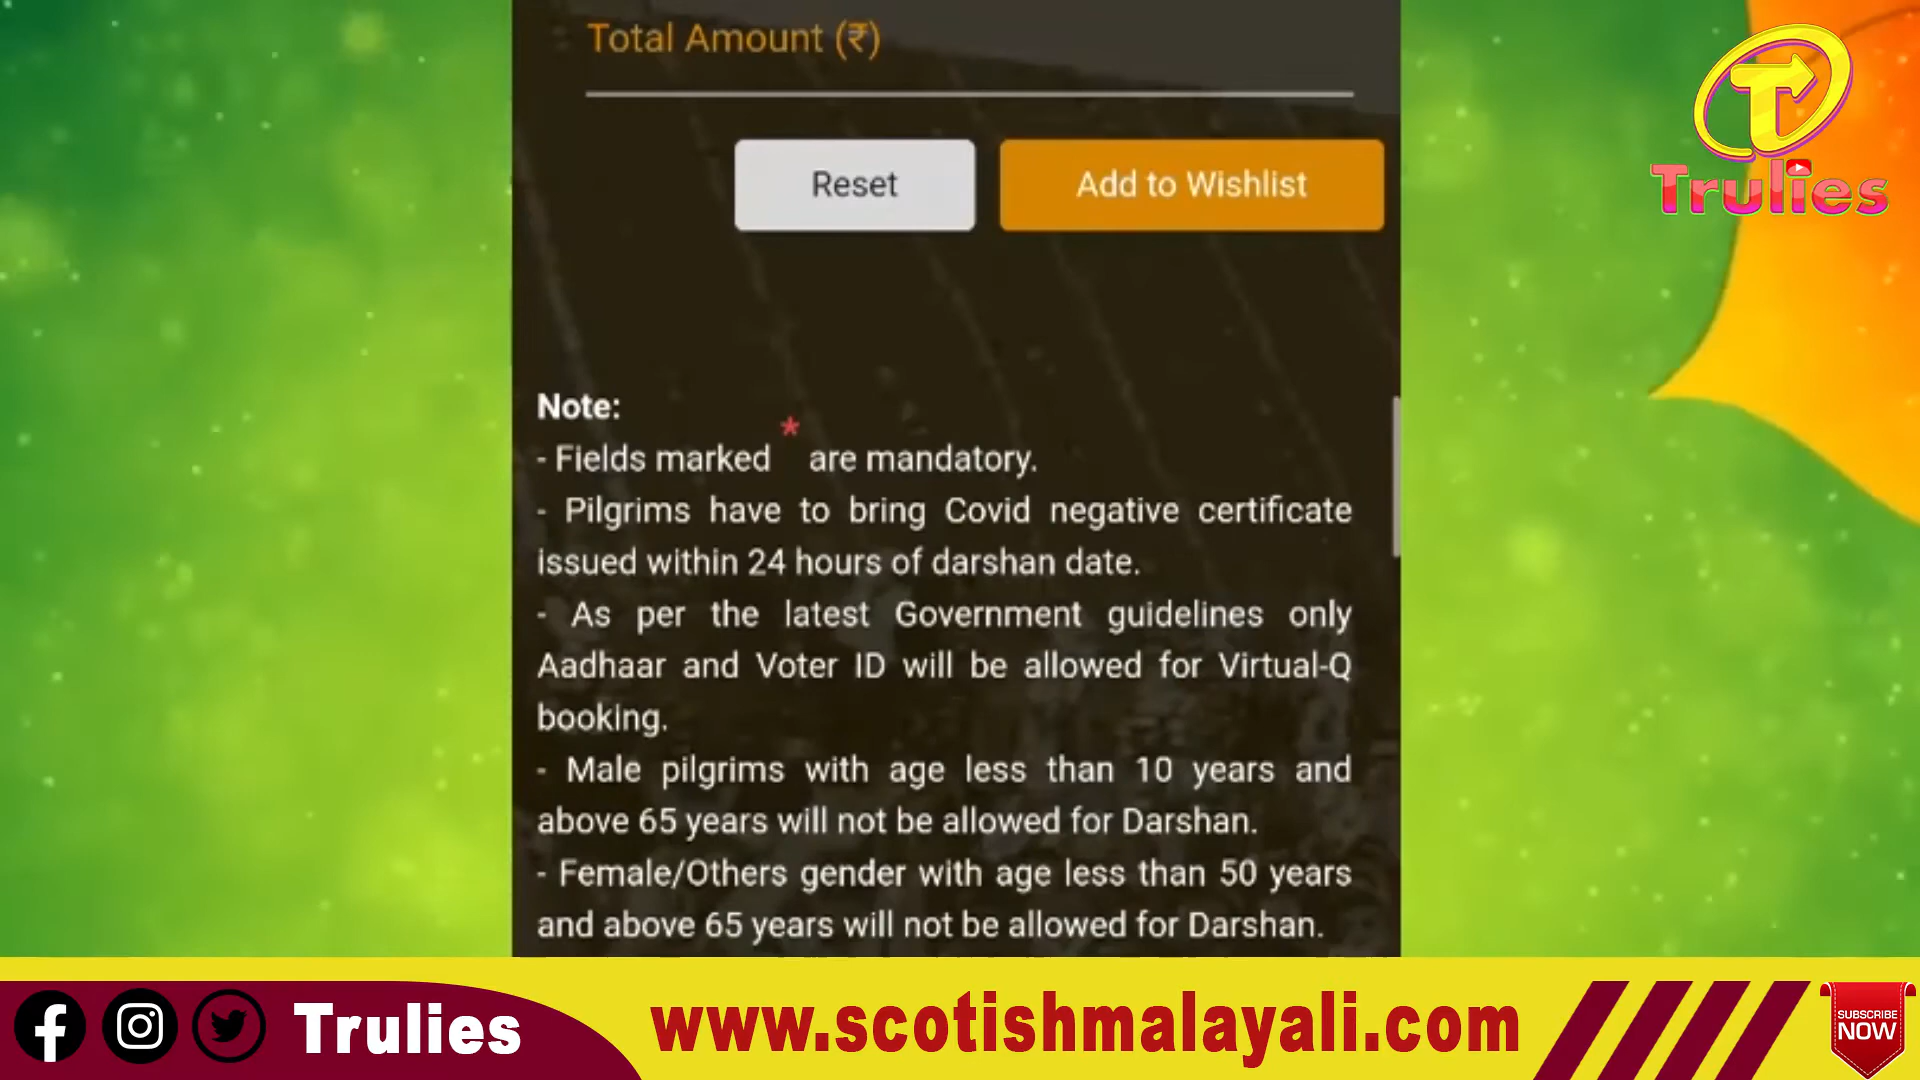 Total Amount (₹)
Reset
Add to Wishlist
Trulies
Note:
- Fields marked * are mandatory.
- Pilgrims have to bring Covid negative certificate
issued within 24 hours of darshan date.
- As per the latest Government guidelines only
Aadhaar and Voter ID will be allowed for Virtual-Q
booking.
- Male pilgrims with age less than 10 years and
above 65 years will not be allowed for Darshan.
- Female/Others gender with age less than 50 years
and above 65 years will not be allowed for Darshan.
Trulies
www.scotishmalayali.com
SUBSCRIBE
NOW